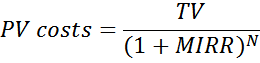 PV costs = TV / (1 + MIRR)^N